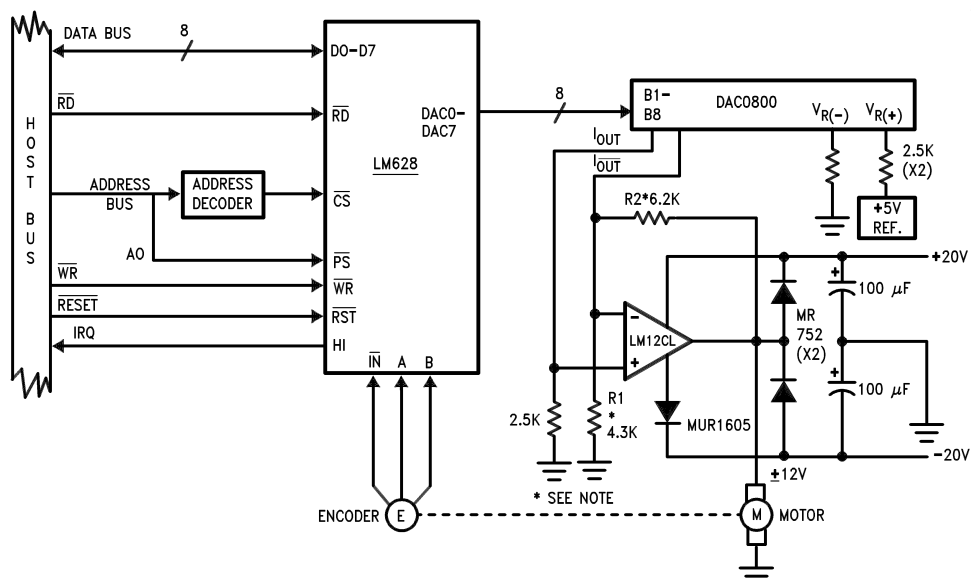 DATA BUS
8
D0-D7
HOST BUS
RD
RD
DAC0-
DAC7
LM628
8
B1-
B8
DAC0800
VR(-)
VR(+)
IOUT
IOUT
2.5K
(X2)
+5V
REF.
ADDRESS
BUS
ADDRESS
DECODER
CS
R2*6.2K
AO
PS
WR
WR
RESET
RST
IRQ
HI
IN
A
B
+20V
+
100 μF
MR
752
(X2)
-
LM12CL
+
+
100 μF
2.5K
R1
*
4.3K
MUR1605
-20V
±12V
* SEE NOTE
ENCODER
E
M
MOTOR